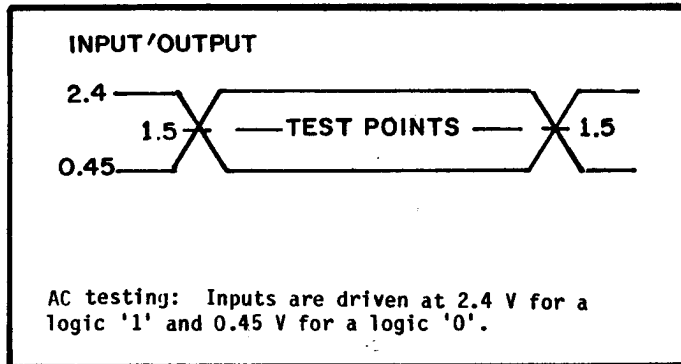 INPUT/OUTPUT
2.4
1.5 TEST POINTS 1.5
0.45
AC testing: Inputs are driven at 2.4 V for a
logic '1' and 0.45 V for a logic '0'.